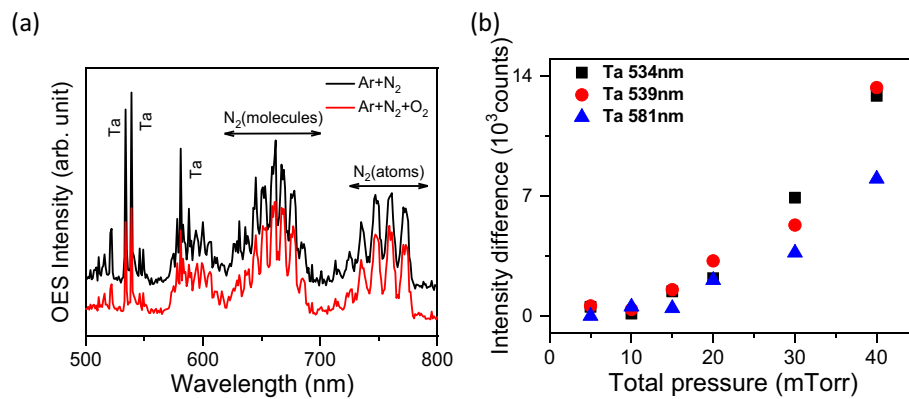 (a)
OES Intensity (arb. unit)
Ar+N₂
Ar+N₂+O₂
Ta
Ta
Ta
N₂(molecules)
N₂(atoms)
500
600
700
800
Wavelength (nm)
(b)
Intensity difference (10³counts)
14
7
0
Ta 534nm
Ta 539nm
Ta 581nm
0
10
20
30
40
Total pressure (mTorr)